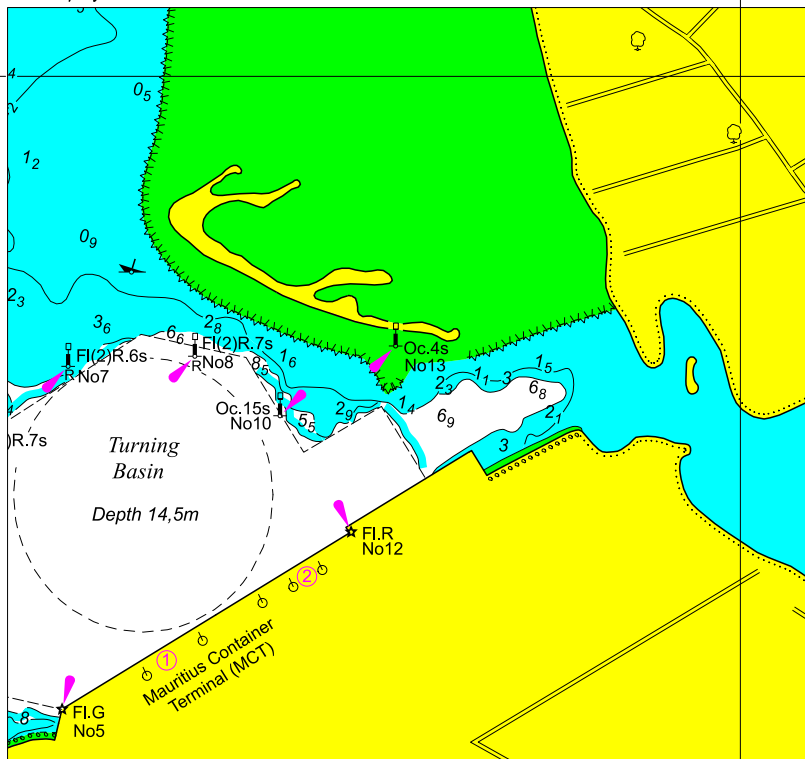 0₅
1₂
0₉
2₃
3₆
6₆
2₈
Fl(2)R.7s
No8
R
8₅
1₆
Fl(2)R.6s
No7
R
Oc.4s
No13
Oc.15s
No10
5₅
2₉
1₄
2₃
1₁-3
1₅
6₈
6₉
2₁
3
)R.7s
Turning
Basin
Depth 14,5m
Fl.R
No12
2
1
Mauritius Container
Terminal (MCT)
Fl.G
No5
8